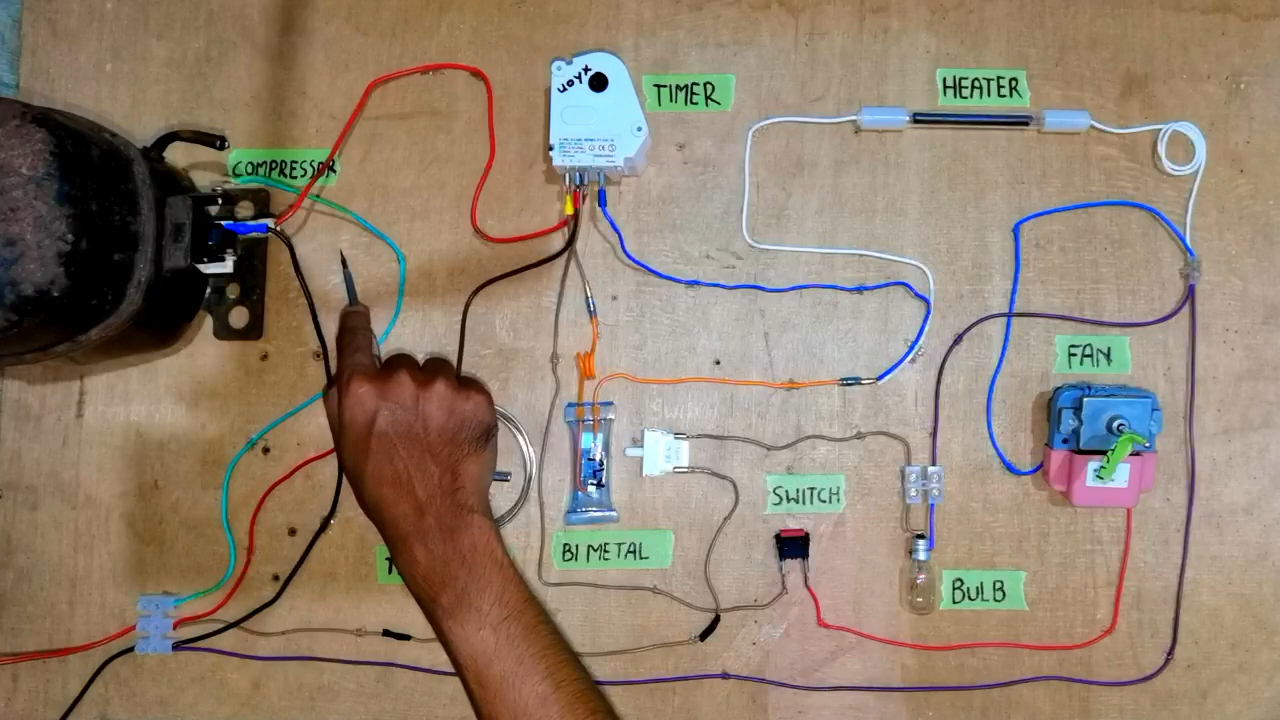 TIMER
HEATER
COMPRESSOR
FAN
SWITCH
BI METAL
BULB